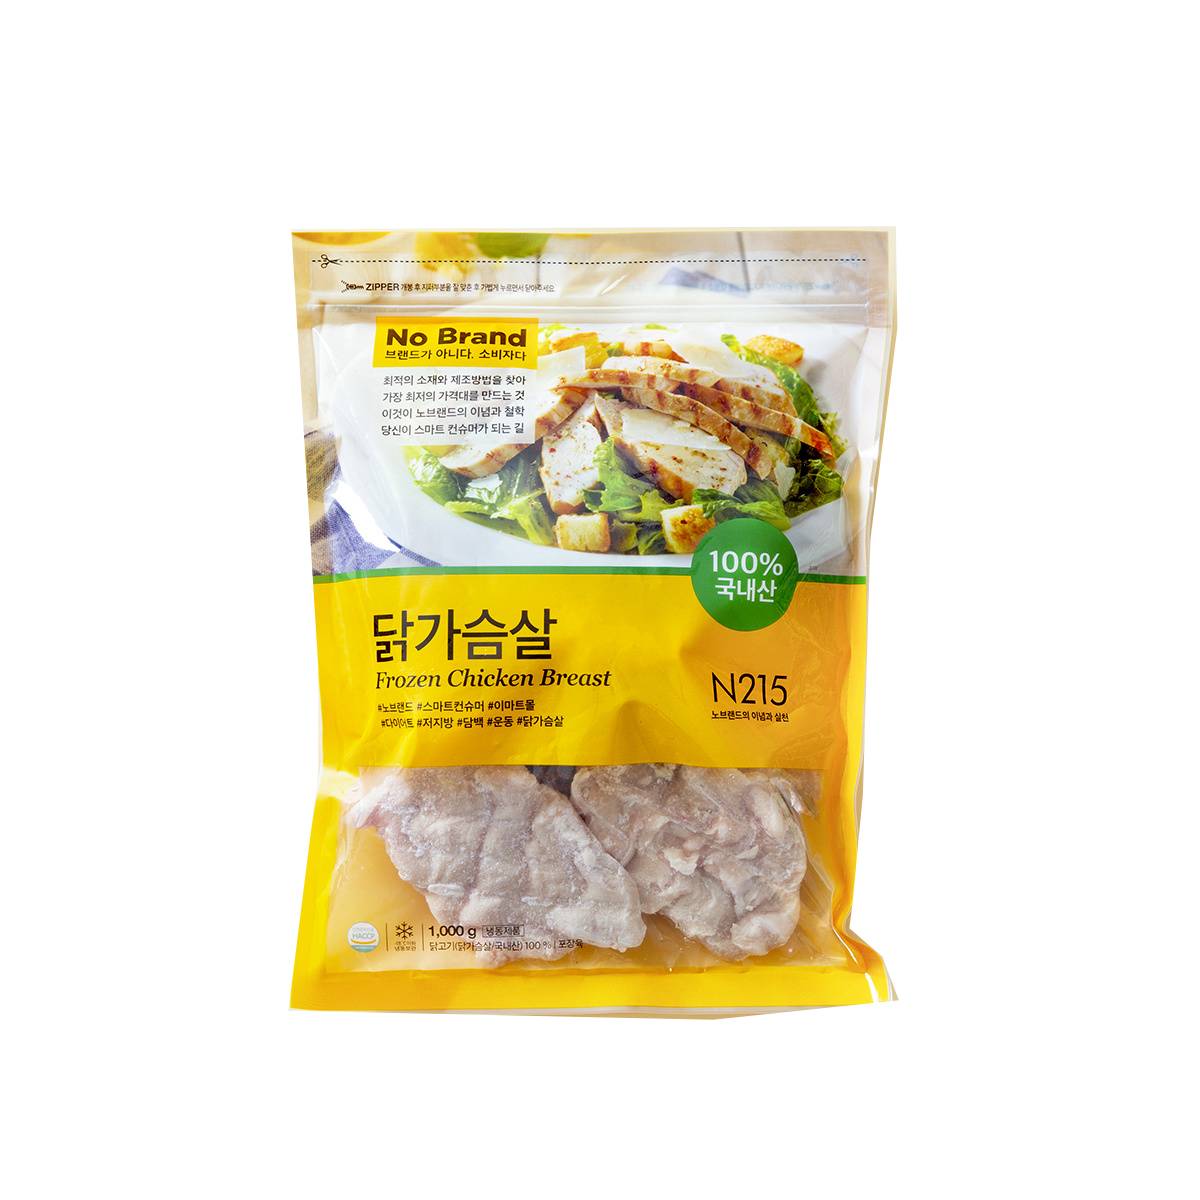 ZIPPER 개봉 후 지퍼부분을 잘 맞춘 후 가볍게 누르면서 닫아주세요
No Brand
브랜드가 아니다. 소비자다
최적의 소재와 제조방법을 찾아
가장 최저의 가격대를 만드는 것
이것이 노브랜드의 이념과 철학
당신이 스마트 컨슈머가 되는 길
100%
국내산
닭가슴살
Frozen Chicken Breast
#노브랜드 #스마트컨슈머 #이마트몰
#다이어트 #저지방 #담백 #운동 #닭가슴살
N215
노브랜드의 이념과 실천
HACCP
-18℃이하
냉동보관
1,000 g 냉동제품
닭고기(닭가슴살/국내산) 100 % | 포장육